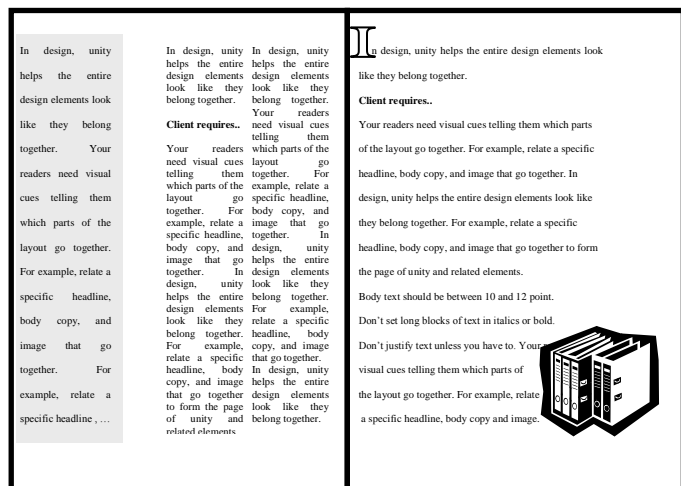 In design, unity
helps the entire
design elements look
like they belong
together. Your
readers need visual
cues telling them
which parts of the
layout go together.
For example, relate a
specific headline,
body copy, and
image that go
together. For
example, relate a
specific headline , …
In design, unity
helps the entire
design elements
look like they
belong together.
Client requires..
Your readers
need visual cues
telling them
which parts of the
layout go
together. For
example, relate a
specific headline,
body copy, and
image that go
together. In
design, unity
helps the entire
design elements
look like they
belong together.
For example,
relate a specific
headline, body
copy, and image
that go together
to form the page
of unity and
related elements
In design, unity
helps the entire
design elements
look like they
belong together.
Your readers
need visual cues
telling them
which parts of the
layout go
together. For
example, relate a
specific headline,
body copy, and
image that go
together. In
design, unity
helps the entire
design elements
look like they
belong together.
For example,
relate a specific
headline, body
copy, and image
that go together.
In design, unity
helps the entire
design elements
look like they
belong together.
In design, unity helps the entire design elements look
like they belong together.
Client requires..
Your readers need visual cues telling them which parts
of the layout go together. For example, relate a specific
headline, body copy, and image that go together. In
design, unity helps the entire design elements look like
they belong together. For example, relate a specific
headline, body copy, and image that go together to form
the page of unity and related elements.
Body text should be between 10 and 12 point.
Don't set long blocks of text in italics or bold.
Don't justify text unless you have to. Your
visual cues telling them which parts of
the layout go together. For example, relate
a specific headline, body copy and image.